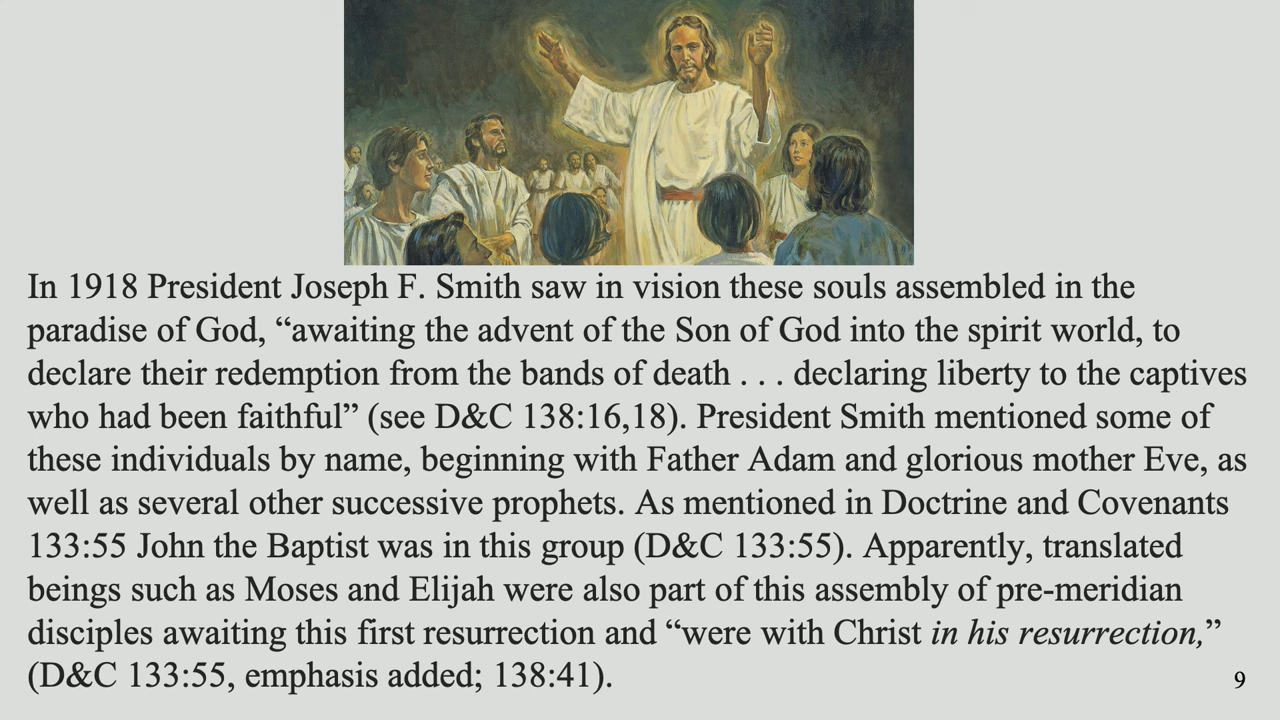 In 1918 President Joseph F. Smith saw in vision these souls assembled in the
paradise of God, “awaiting the advent of the Son of God into the spirit world, to
declare their redemption from the bands of death . . . declaring liberty to the captives
who had been faithful” (see D&C 138:16,18). President Smith mentioned some of
these individuals by name, beginning with Father Adam and glorious mother Eve, as
well as several other successive prophets. As mentioned in Doctrine and Covenants
133:55 John the Baptist was in this group (D&C 133:55). Apparently, translated
beings such as Moses and Elijah were also part of this assembly of pre-meridian
disciples awaiting this first resurrection and “were with Christ in his resurrection,”
(D&C 133:55, emphasis added; 138:41).
9